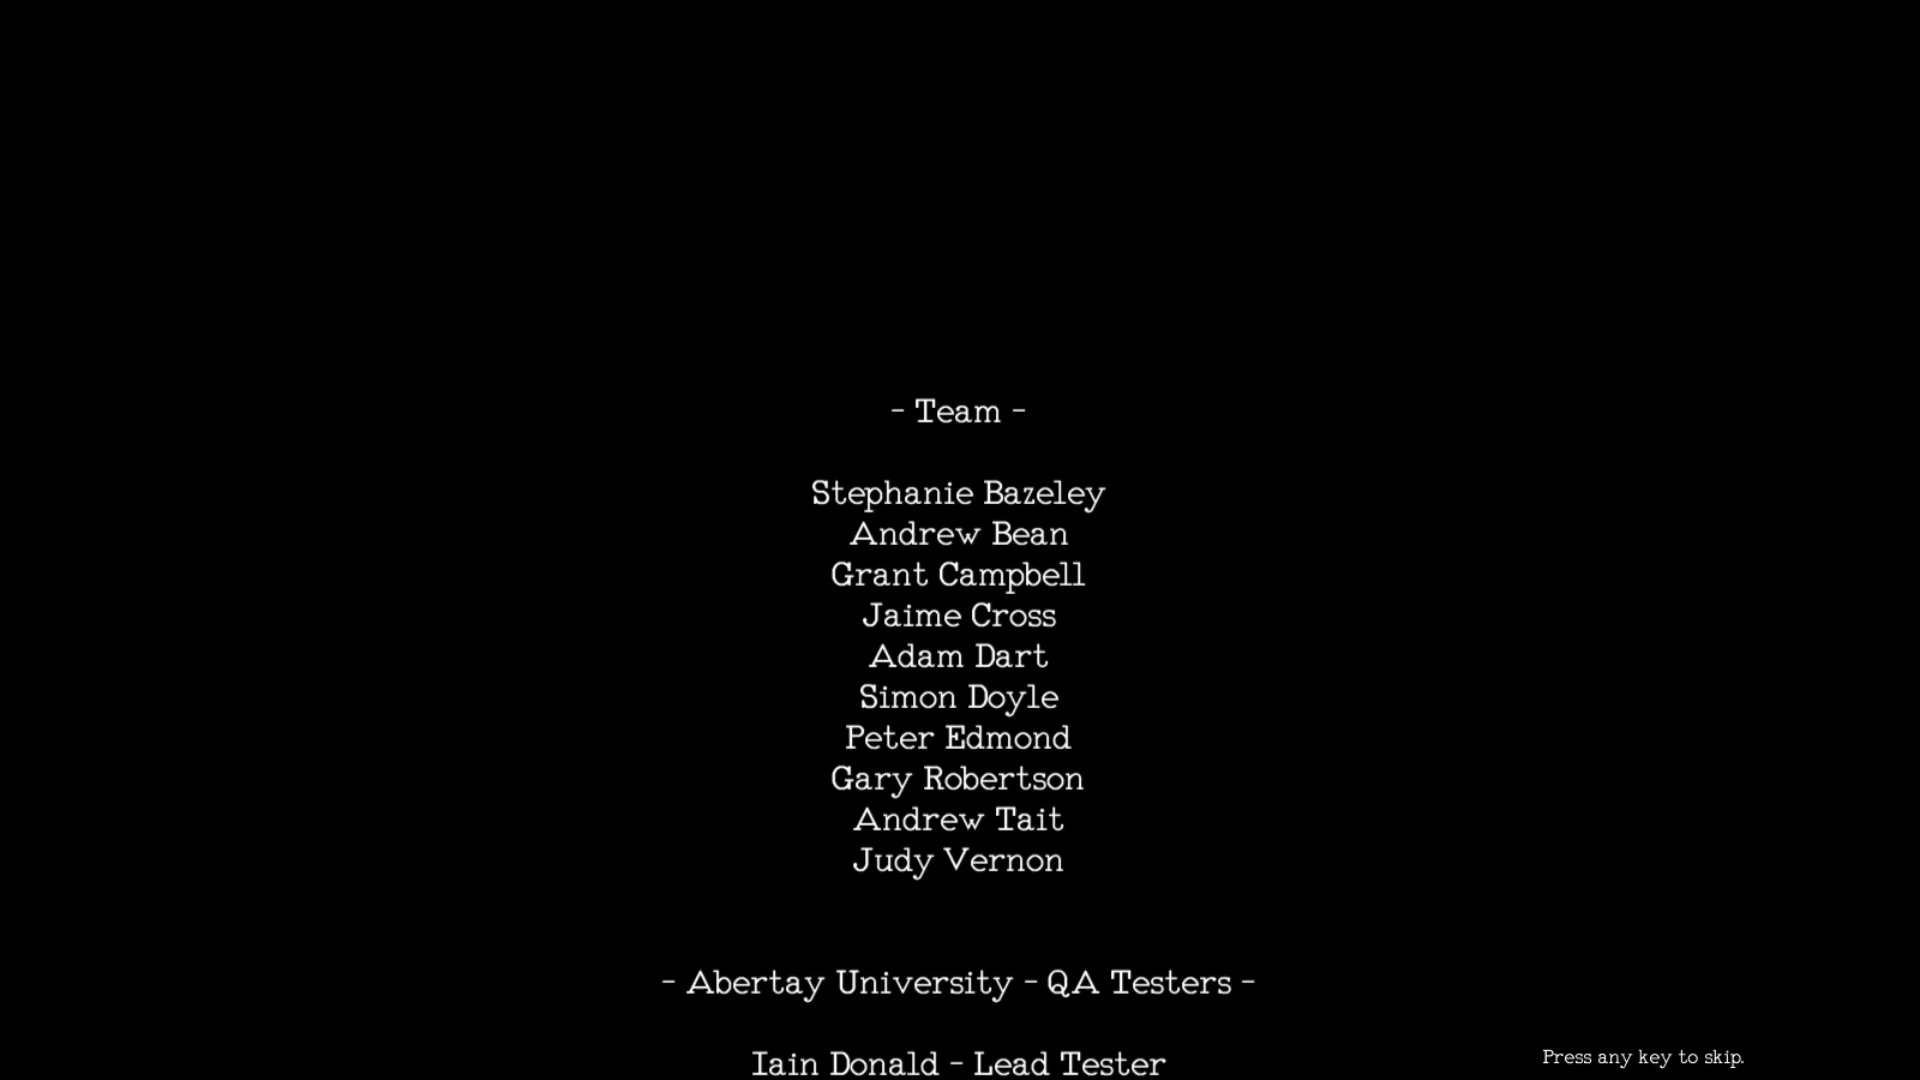 - Team -
Stephanie Bazeley
Andrew Bean
Grant Campbell
Jaime Cross
Adam Dart
Simon Doyle
Peter Edmond
Gary Robertson
Andrew Tait
Judy Vernon
- Abertay University - QA Testers -
Iain Donald - Lead Tester
Press any key to skip.